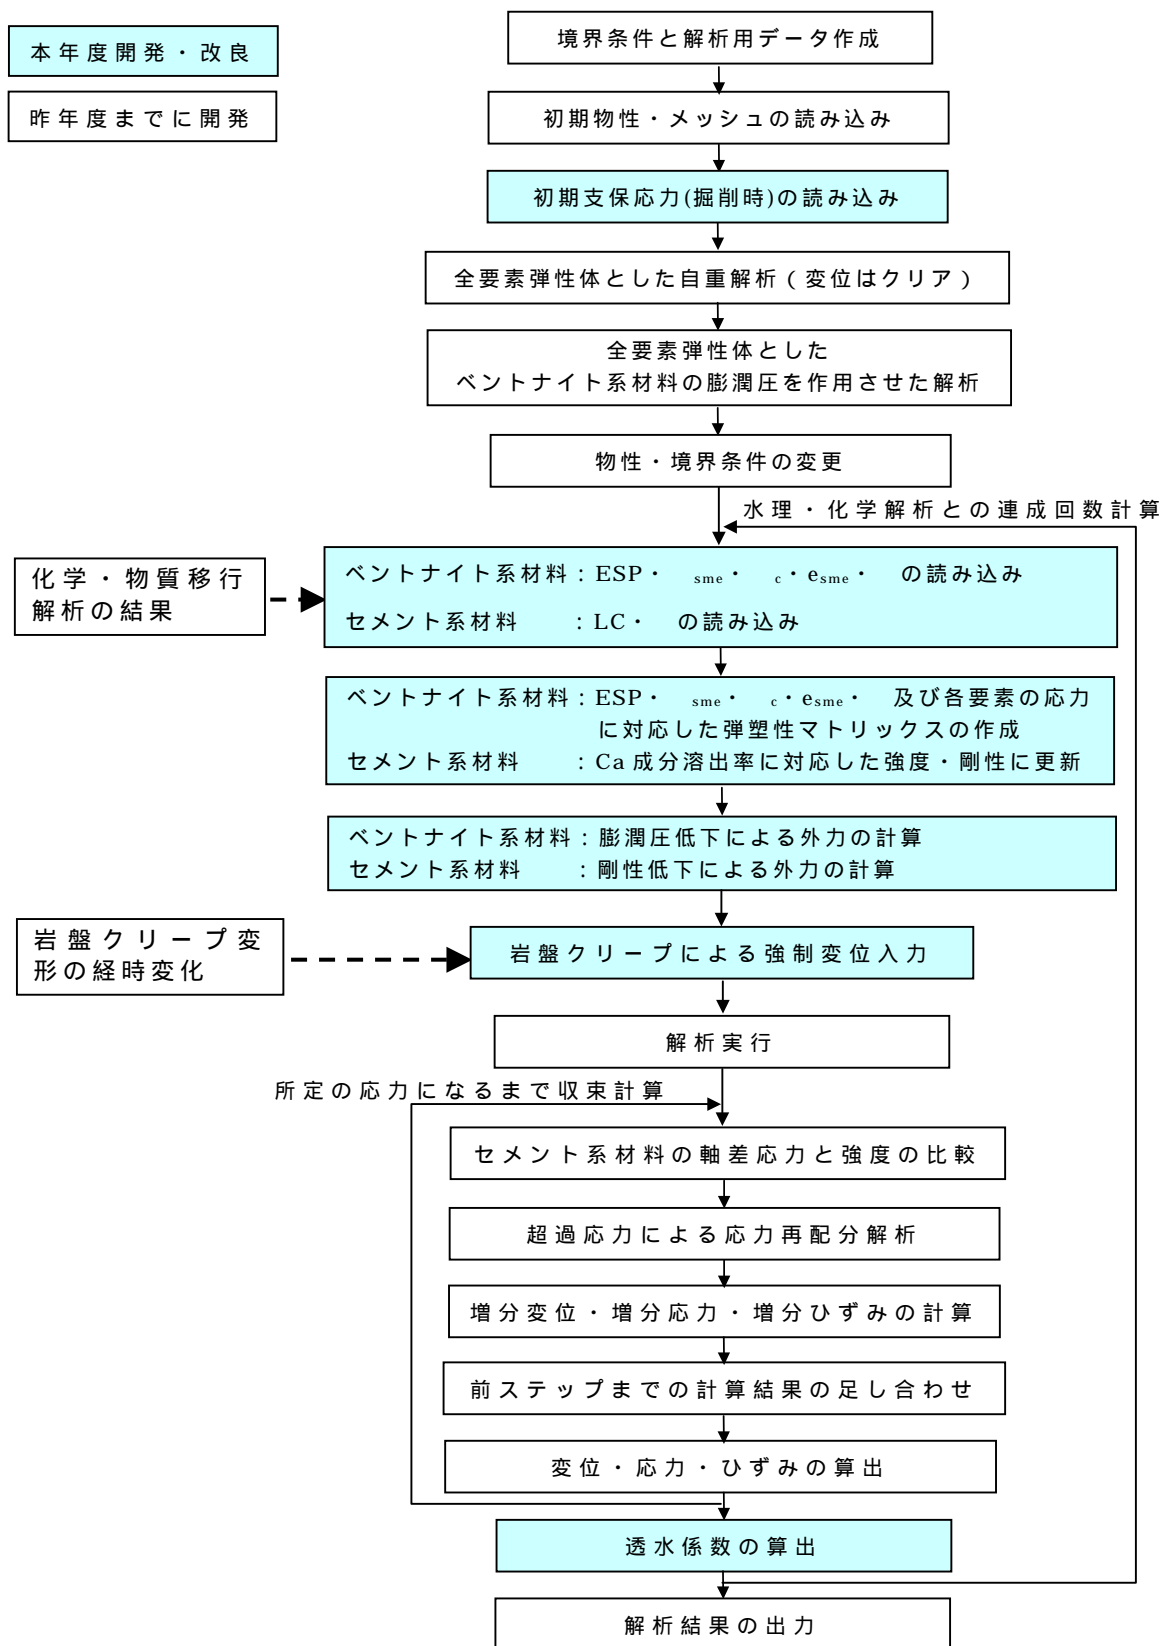 本年度開発・改良
昨年度までに開発
境界条件と解析用データ作成
初期物性・メッシュの読み込み
初期支保応力(掘削時)の読み込み
全要素弾性体とした自重解析(変位はクリア)
全要素弾性体とした
ベントナイト系材料の膨潤圧を作用させた解析
物性・境界条件の変更
水理・化学解析との連成回数計算
化学・物質移行
解析の結果
ベントナイト系材料:ESP・ sme・ c・esme・ の読み込み
セメント系材料 :LC・ の読み込み
ベントナイト系材料:ESP・ sme・ c・esme・ 及び各要素の応力
に対応した弾塑性マトリックスの作成
セメント系材料 :Ca成分溶出率に対応した強度・剛性に更新
ベントナイト系材料:膨潤圧低下による外力の計算
セメント系材料 :剛性低下による外力の計算
岩盤クリープ変
形の経時変化
岩盤クリープによる強制変位入力
解析実行
所定の応力になるまで収束計算
セメント系材料の軸差応力と強度の比較
超過応力による応力再配分解析
増分変位・増分応力・増分ひずみの計算
前ステップまでの計算結果の足し合わせ
変位・応力・ひずみの算出
透水係数の算出
解析結果の出力